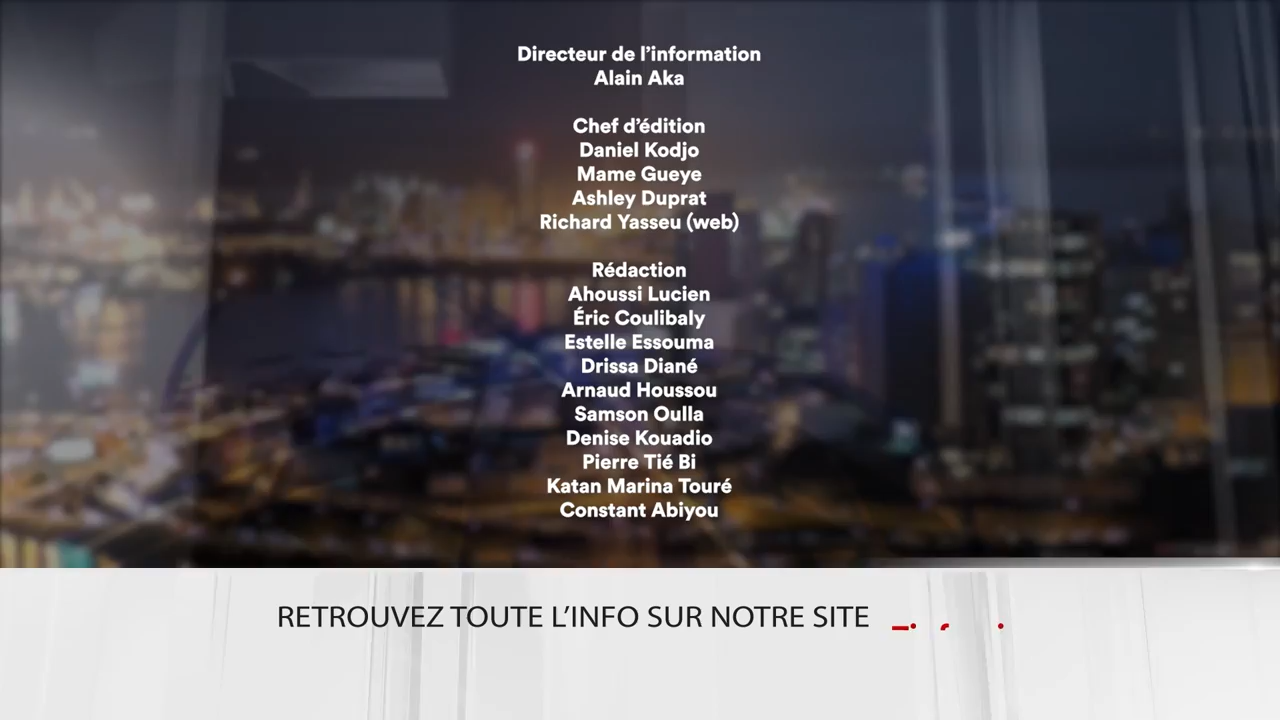 Directeur de l’information
Alain Aka
Chef d’édition
Daniel Kodjo
Mame Gueye
Ashley Duprat
Richard Yasseu (web)
Rédaction
Ahoussi Lucien
Éric Coulibaly
Estelle Essouma
Drissa Diané
Arnaud Houssou
Samson Oulla
Denise Kouadio
Pierre Tié Bi
Katan Marina Touré
Constant Abiyou
RETROUVEZ TOUTE L’INFO SUR NOTRE SITE